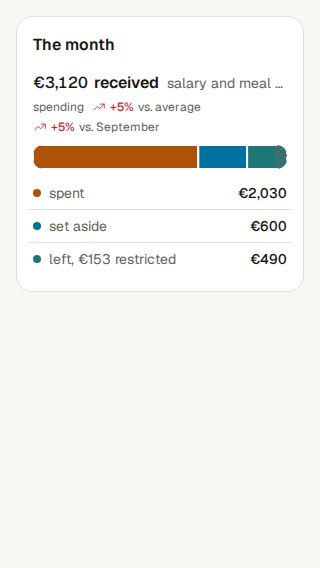 The month
€3,120 received salary and meal ...
spending +5% vs. average
+5% vs. September
spent €2,030
set aside €600
left, €153 restricted €490